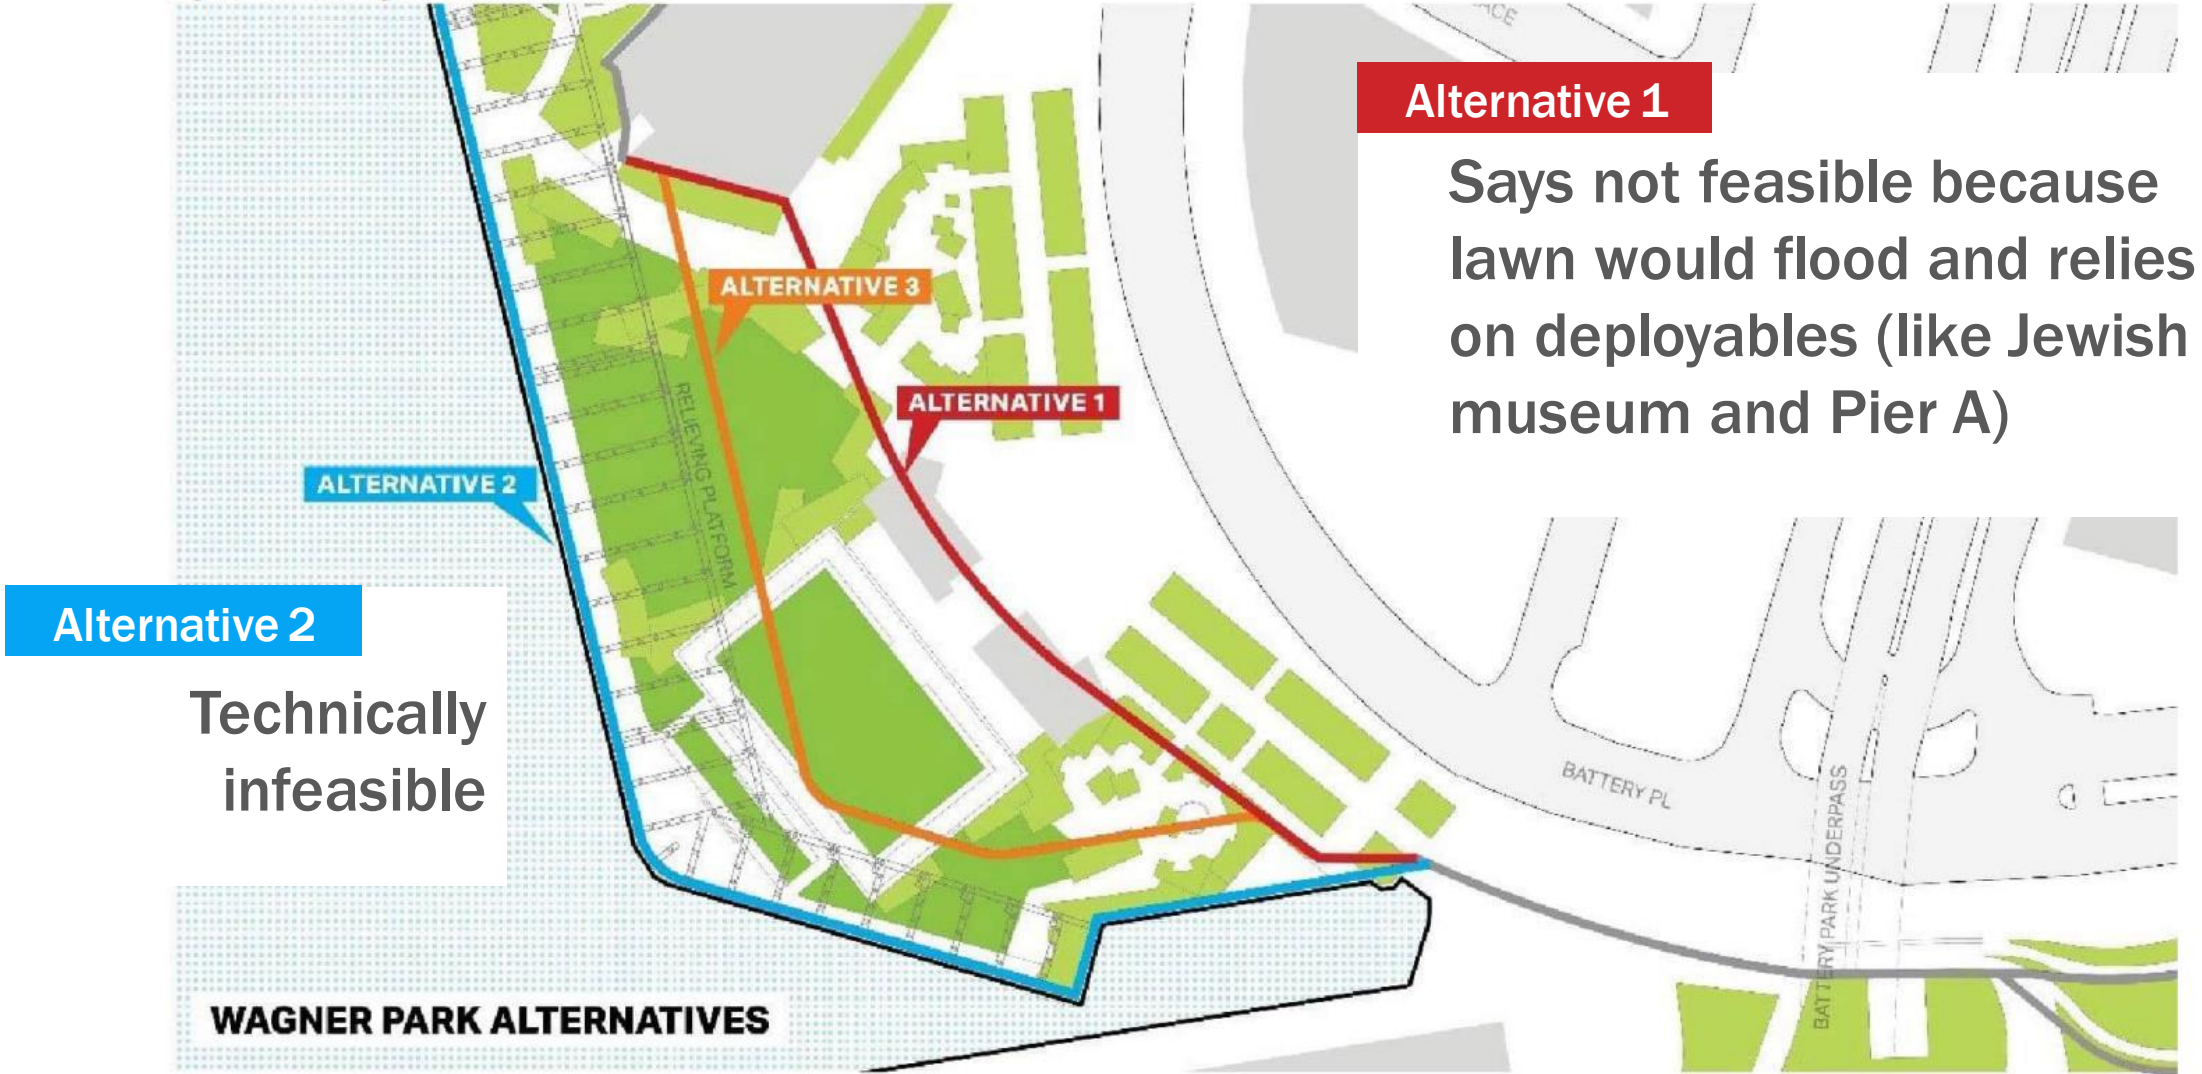 ACE
Alternative 1
Says not feasible because
lawn would flood and relies
on deployables (like Jewish
museum and Pier A)
ALTERNATIVE 3
ALTERNATIVE 1
RELIEVING PLATFORM
ALTERNATIVE 2
Alternative 2
Technically
infeasible
BATTERY PL
BATTERY PARK UNDERPASS
WAGNER PARK ALTERNATIVES